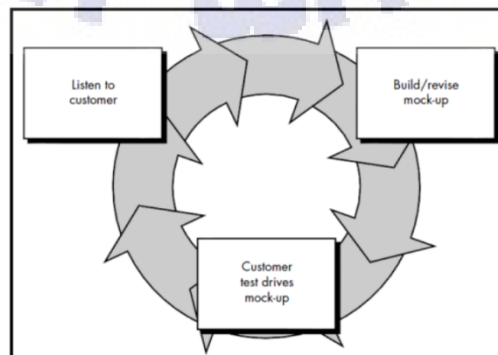 Listen to
customer
Build/revise
mock-up
Customer
test drives
mock-up